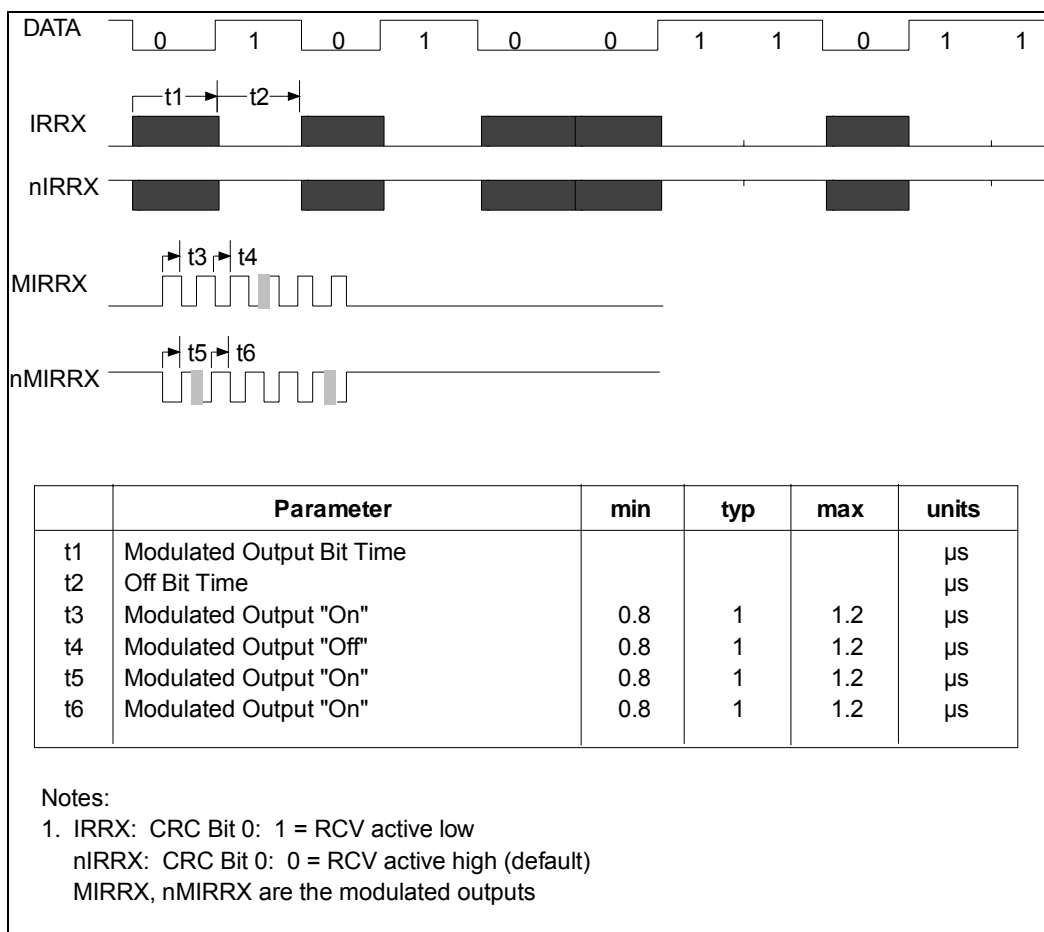 DATA 0 1 0 1 0 0 1 1 0 1 1
t1 t2
IRRX
nIRRX
t3 t4
MIRRX
t5 t6
nMIRRX
Parameter min typ max units
t1 Modulated Output Bit Time µs
t2 Off Bit Time µs
t3 Modulated Output "On" 0.8 1 1.2 µs
t4 Modulated Output "Off" 0.8 1 1.2 µs
t5 Modulated Output "On" 0.8 1 1.2 µs
t6 Modulated Output "On" 0.8 1 1.2 µs
Notes:
1. IRRX: CRC Bit 0: 1 = RCV active low
nIRRX: CRC Bit 0: 0 = RCV active high (default)
MIRRX, nMIRRX are the modulated outputs